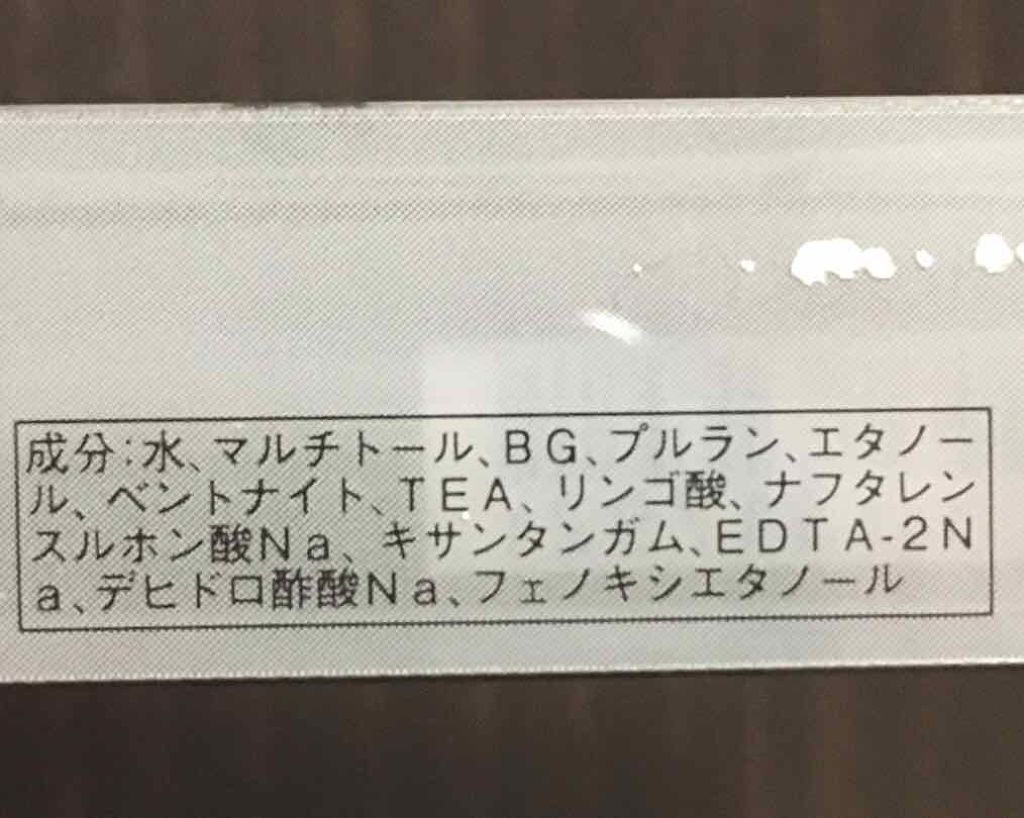 成分:水、マルチトール、BG、プルラン、エタノー
ル、ベントナイト、TEA、リンゴ酸、ナフタレン
スルホン酸Na、キサンタンガム、EDTA-2N
a、デヒドロ酢酸Na、フェノキシエタノール